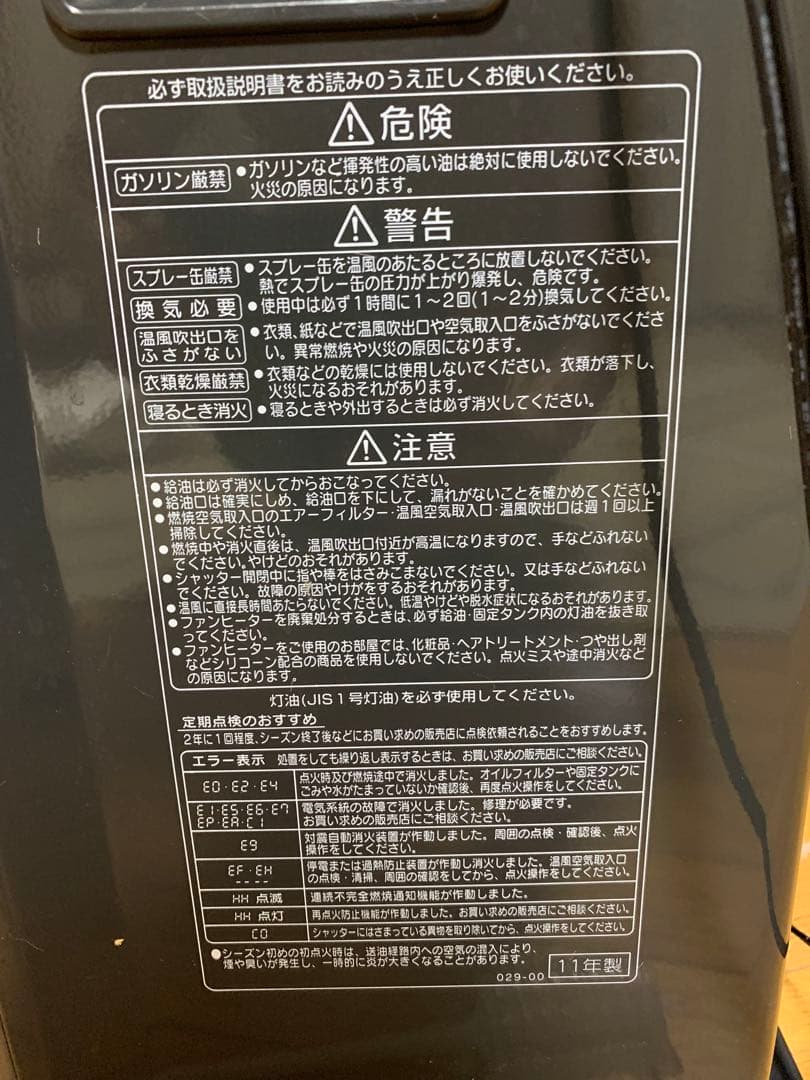 必ず取扱説明書をお読みのうえ正しくお使いください。
危険
ガソリン厳禁 ●ガソリンなど揮発性の高い油は絶対に使用しないでください。
火災の原因になります。
警告
スプレー缶厳禁 ●スプレー缶を温風のあたるところに放置しないでください。
熱でスプレー缶の圧力が上がり爆発し、危険です。
換気必要 ●使用中は必ず1時間に1〜2回(1〜2分)換気してください。
温風吹出口を
ふさがない
●衣類、紙などで温風吹出口や空気取入口をふさがないでくださ
い。異常燃焼や火災の原因になります。
衣類乾燥厳禁 ●衣類などの乾燥には使用しないでください。衣類が落下し、
火災になるおそれがあります。
寝るとき消火 ●寝るときや外出するときは必ず消火してください。
注意
●給油は必ず消火してからおこなってください。
●給油口は確実にしめ、給油口を下にして、漏れがないことを確かめてください。
●燃焼空気取入口のエアーフィルター・温風空気取入口・温風吹出口は週1回以上
掃除してください。
●燃焼中や消火直後は、温風吹出口付近が高温になりますので、手などふれない
でください。やけどのおそれがあります。
●シャッター開閉中に指や棒をはさみこまないでください。又は手などふれない
でください。故障の原因やけがをするおそれがあります。
●温風に直接長時間あたらないでください。低温やけどや脱水症状になるおそれがあります。
●ファンヒーターを廃棄処分するときは、必ず給油・固定タンク内の灯油を抜き取
ってください。
●ファンヒーターをご使用のお部屋では、化粧品・ヘアトリートメント・つや出し剤
などシリコーン配合の商品を使用しないでください。点火ミスや途中消火など
の原因になります。
灯油(JIS1号灯油)を必ず使用してください。
定期点検のおすすめ
2年に1回程度、シーズン終了後などにお買い求めの販売店に点検依頼されることをおすすめします。
エラー表示 処置をしても繰り返し表示するときは、お買い求めの販売店にご相談ください。
E0・E2・E4 点火時及び燃焼途中で消火しました。オイルフィルターや固定タンクに
ごみや水がたまっていないか確認後、再度点火操作をしてください。
E1・E5・E6・E7
EP・EA・C1
電気系統の故障で消火しました。修理が必要です。
お買い求めの販売店にご相談ください。
E9 対震自動消火装置が作動しました。周囲の点検・確認後、点火
操作をしてください。
EF・EH
----
停電または過熱防止装置が作動し消火しました。温風空気取入口
の点検・清掃、周囲の確認をしてから、点火操作をしてください。
HH 点滅 連続不完全燃焼通知機能が作動しました。
HH 点灯 再点火防止機能が作動しました。お買い求めの販売店にご相談ください。
C0 シャッターにはさまっている異物を取り除いてから、点火操作をしてください。
●シーズン初めの初点火時は、送油経路内への空気の混入により、
煙や臭いが発生し、一時的に炎が大きくなることがあります。
029-00 11年製